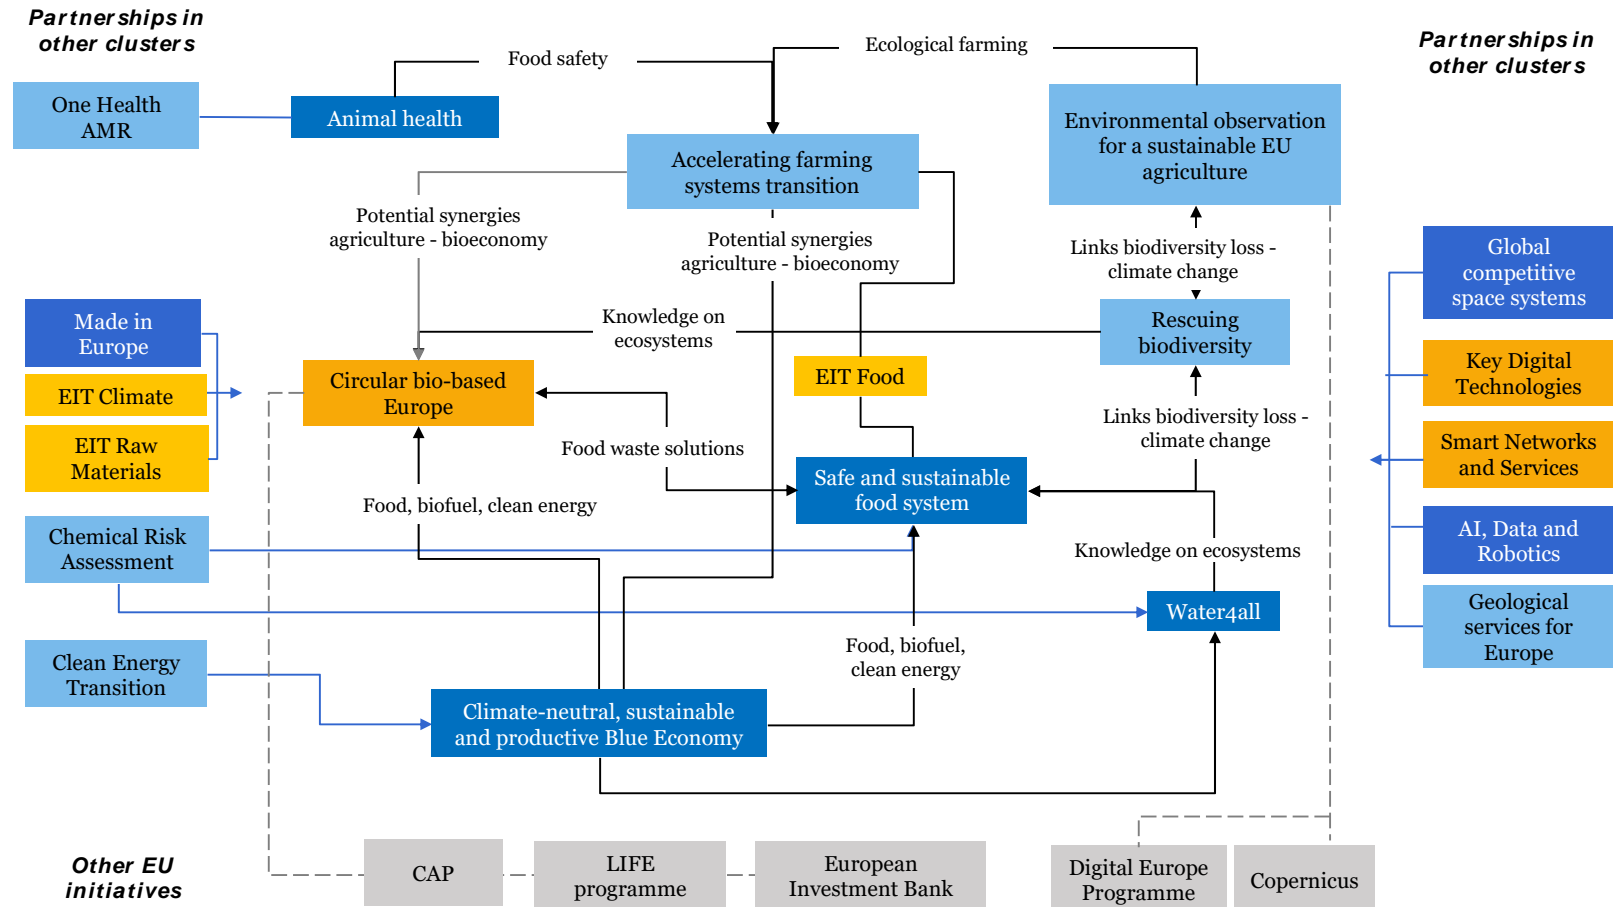 Partnerships in
other clusters
Food safety
Ecological farming
Partnerships in
other clusters
One Health
AMR
Animal health
Environmental observation
for a sustainable EU
agriculture
Accelerating farming
systems transition
Potential synergies
agriculture - bioeconomy
Potential synergies
agriculture - bioeconomy
Links biodiversity loss -
climate change
Global
competitive
space systems
Made in
Europe
Knowledge on
ecosystems
Rescuing
biodiversity
Key Digital
Technologies
EIT Climate
Circular bio-based
Europe
EIT Food
EIT Raw
Materials
Food waste solutions
Links biodiversity loss -
climate change
Smart Networks
and Services
Safe and sustainable
food system
Food, biofuel, clean energy
Chemical Risk
Assessment
Knowledge on ecosystems
AI, Data and
Robotics
Water4all
Geological
services for
Europe
Clean Energy
Transition
Food, biofuel,
clean energy
Climate-neutral, sustainable
and productive Blue Economy
Other EU
initiatives
CAP
LIFE
programme
European
Investment Bank
Digital Europe
Programme
Copernicus